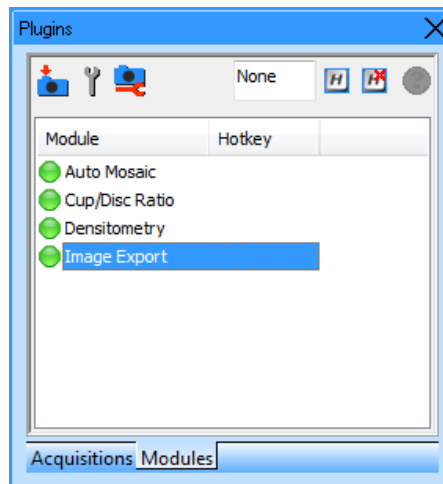 Plugins
None
H H
Module Hotkey
Auto Mosaic
Cup/Disc Ratio
Densitometry
Image Export
Acquisitions Modules